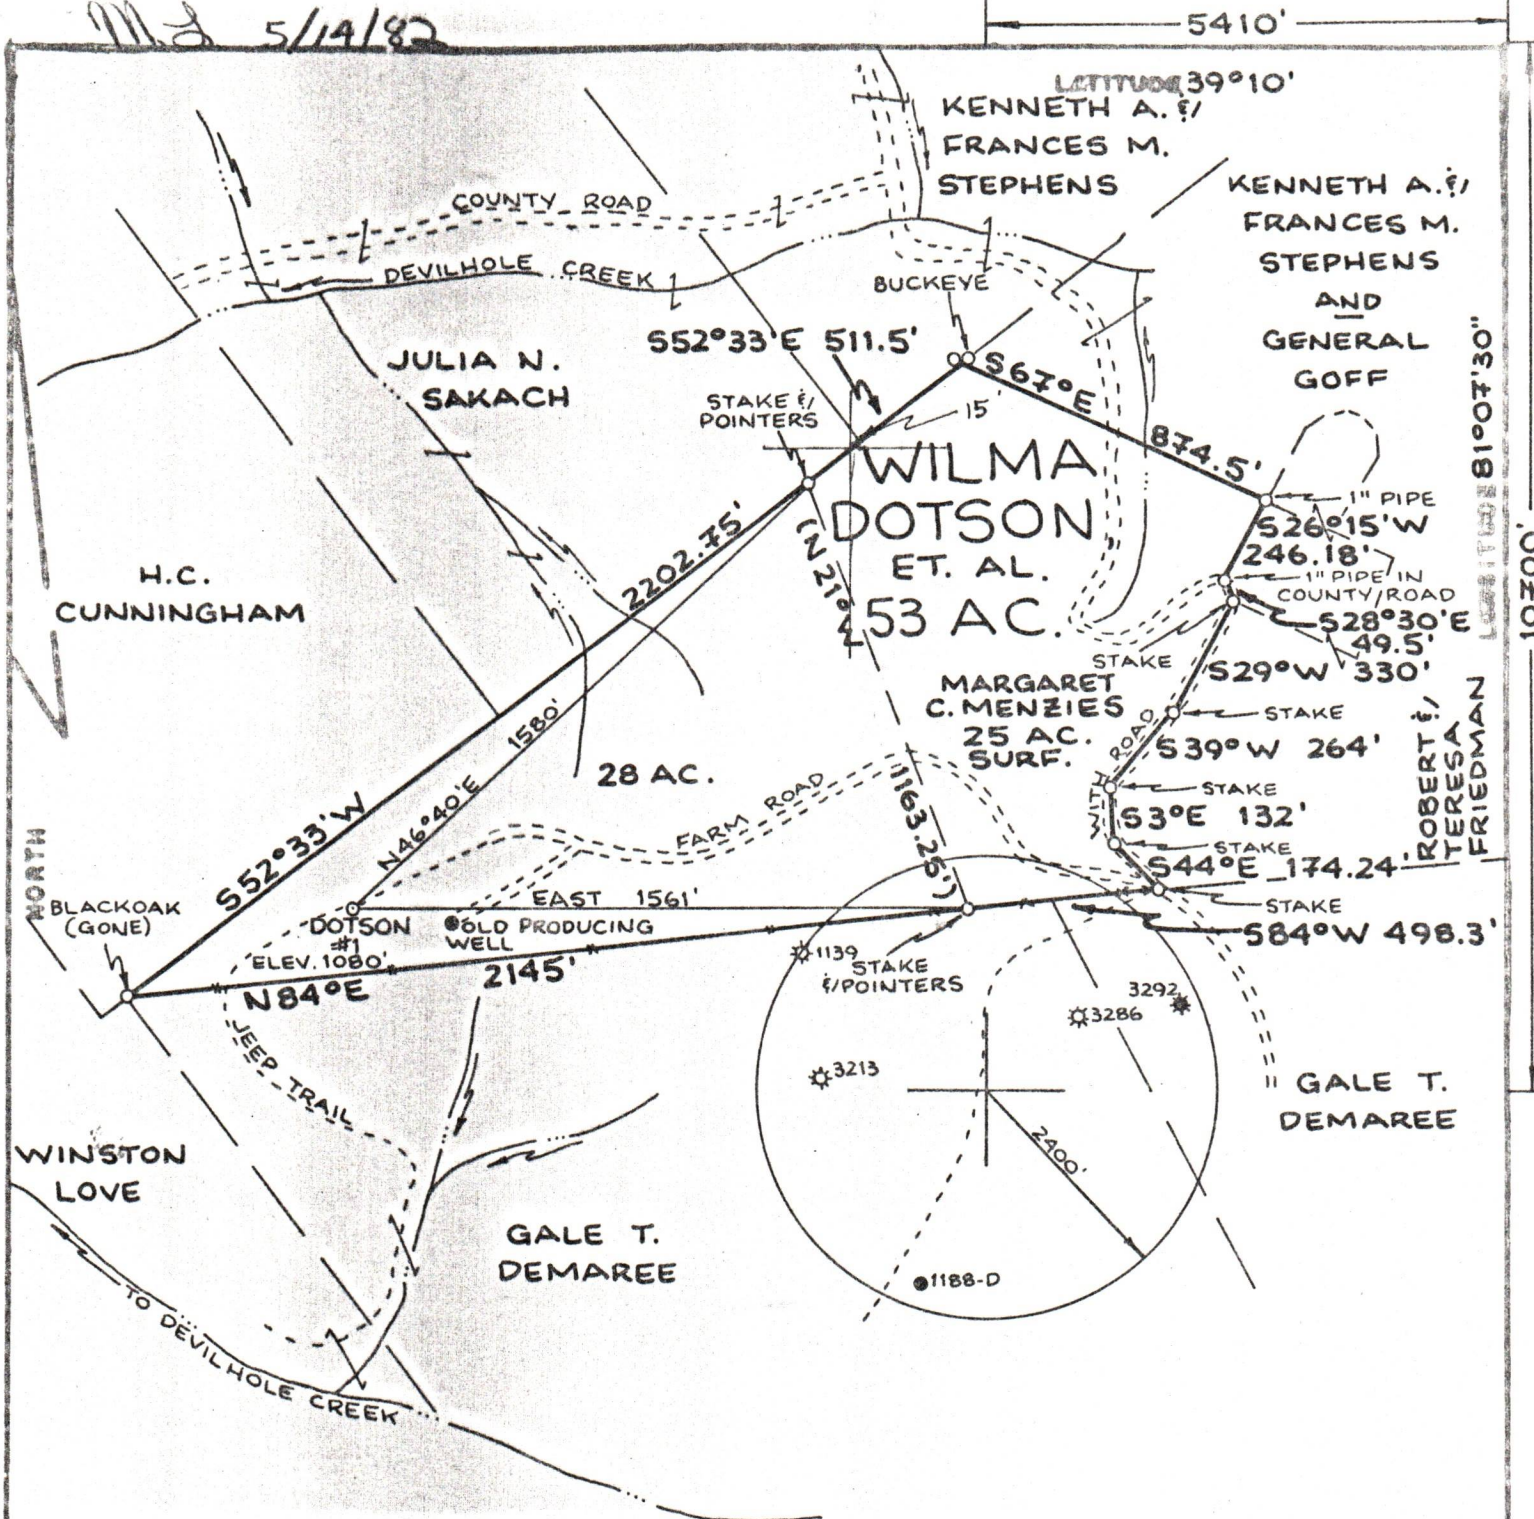 M.L 5/14/82
5410'
LATITUDE 39°10'
KENNETH A. &
FRANCES M.
STEPHENS
KENNETH A. &
FRANCES M.
STEPHENS
AND
GENERAL
GOFF
COUNTY ROAD
DEVILHOLE CREEK
BUCKEYE
S52°33'E 511.5'
S67°E 874.5'
15'
JULIA N.
SAKACH
STAKE &
POINTERS
WILMA
DOTSON
ET. AL.
53 AC.
1" PIPE
S26°15'W
246.18'
1" PIPE IN
COUNTY ROAD
S28°30'E
49.5'
S29°W 330'
STAKE
LONGITUDE 81°07'30"
10730'
H.C.
CUNNINGHAM
2202.75'
(N21°E
1163.25')
MARGARET
C. MENZIES
25 AC.
SURF.
ROAD
STAKE
S39°W 264'
STAKE
S3°E 132'
STAKE
S44°E 174.24'
STAKE
S84°W 498.3'
ROBERT &
TERESA
FRIEDMAN
1580'
28 AC.
N46°40'E
FARM ROAD
S52°33'W
NORTH
BLACKOAK
(GONE)
EAST 1561'
DOTSON
#1
ELEV. 1080'
OLD PRODUCING
WELL
N84°E 2145'
1139
STAKE
& POINTERS
3292
3286
3213
JEEP TRAIL
GALE T.
DEMAREE
WINSTON
LOVE
2400'
GALE T.
DEMAREE
1188-D
TO DEVILHOLE CREEK